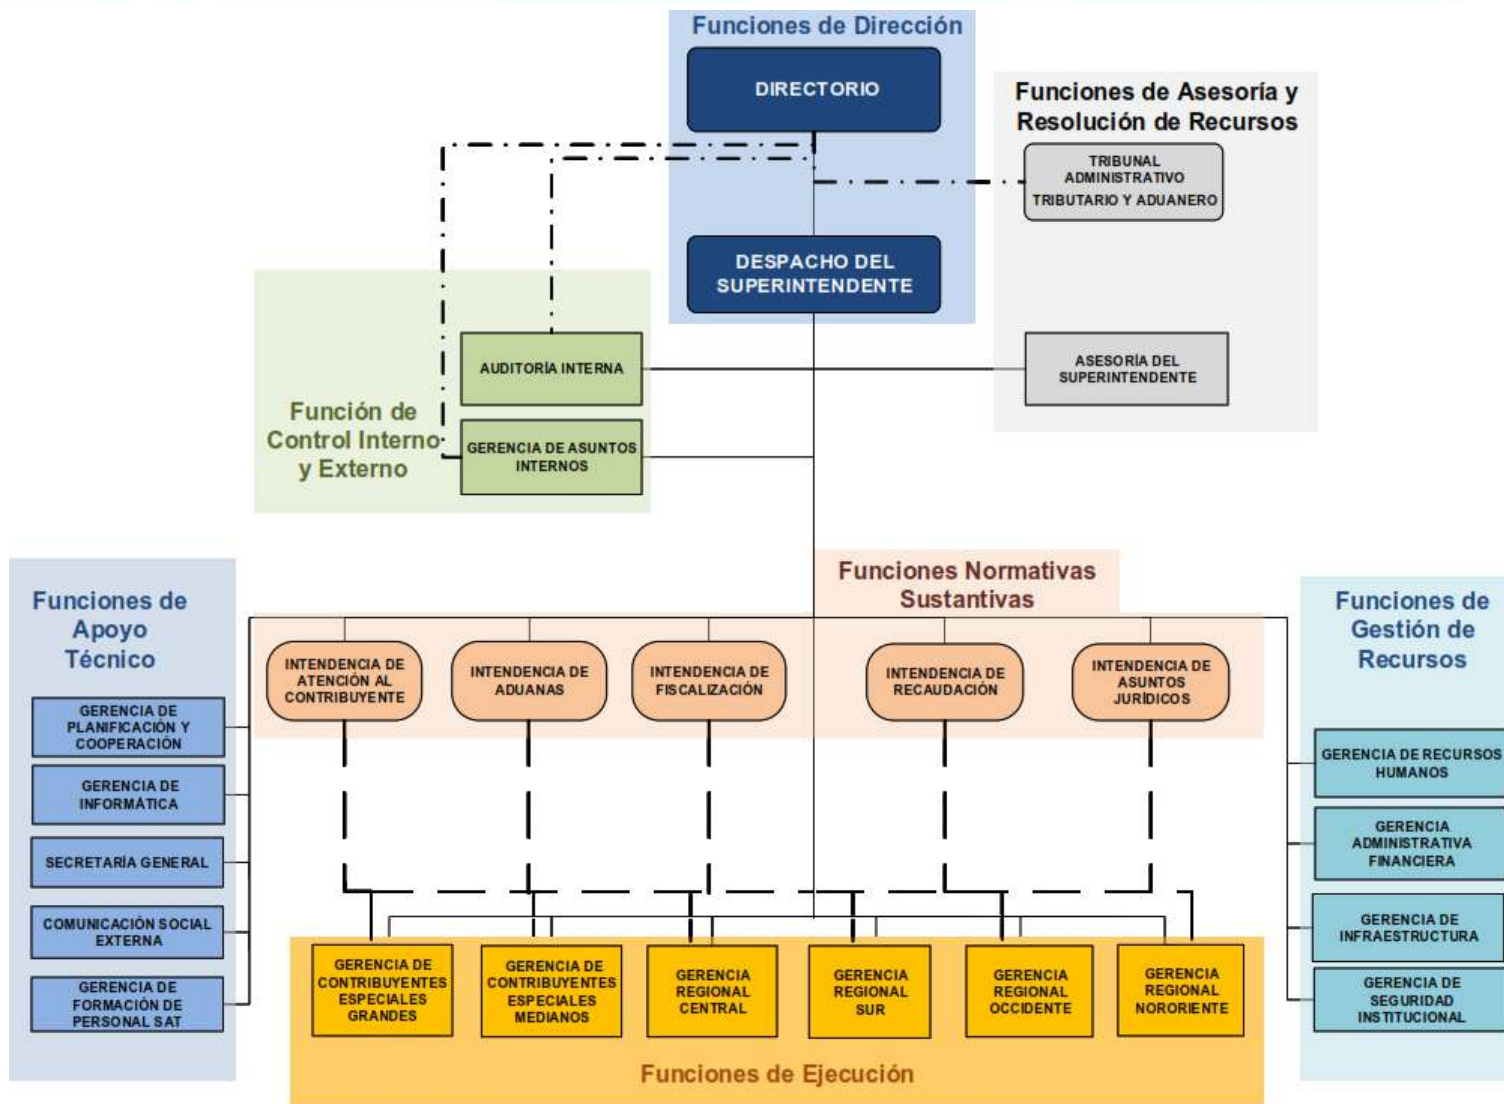 Funciones de Dirección
DIRECTORIO
Funciones de Asesoría y
Resolución de Recursos
TRIBUNAL
ADMINISTRATIVO
TRIBUTARIO Y ADUANERO
DESPACHO DEL
SUPERINTENDENTE
AUDITORÍA INTERNA
ASESORÍA DEL
SUPERINTENDENTE
Función de
Control Interno
y Externo
GERENCIA DE ASUNTOS
INTERNOS
Funciones Normativas
Sustantivas
Funciones de
Apoyo
Técnico
Funciones de
Gestión de
Recursos
INTENDENCIA DE
ATENCIÓN AL
CONTRIBUYENTE
INTENDENCIA DE
ADUANAS
INTENDENCIA DE
FISCALIZACIÓN
INTENDENCIA DE
RECAUDACIÓN
INTENDENCIA DE
ASUNTOS
JURÍDICOS
GERENCIA DE
PLANIFICACIÓN Y
COOPERACIÓN
GERENCIA DE
INFORMÁTICA
SECRETARÍA GENERAL
COMUNICACIÓN SOCIAL
EXTERNA
GERENCIA DE
FORMACIÓN DE
PERSONAL SAT
GERENCIA DE RECURSOS
HUMANOS
GERENCIA
ADMINISTRATIVA
FINANCIERA
GERENCIA DE
INFRAESTRUCTURA
GERENCIA DE
SEGURIDAD
INSTITUCIONAL
GERENCIA DE
CONTRIBUYENTES
ESPECIALES
GRANDES
GERENCIA DE
CONTRIBUYENTES
ESPECIALES
MEDIANOS
GERENCIA
REGIONAL
CENTRAL
GERENCIA
REGIONAL
SUR
GERENCIA
REGIONAL
OCCIDENTE
GERENCIA
REGIONAL
NORORIENTE
Funciones de Ejecución